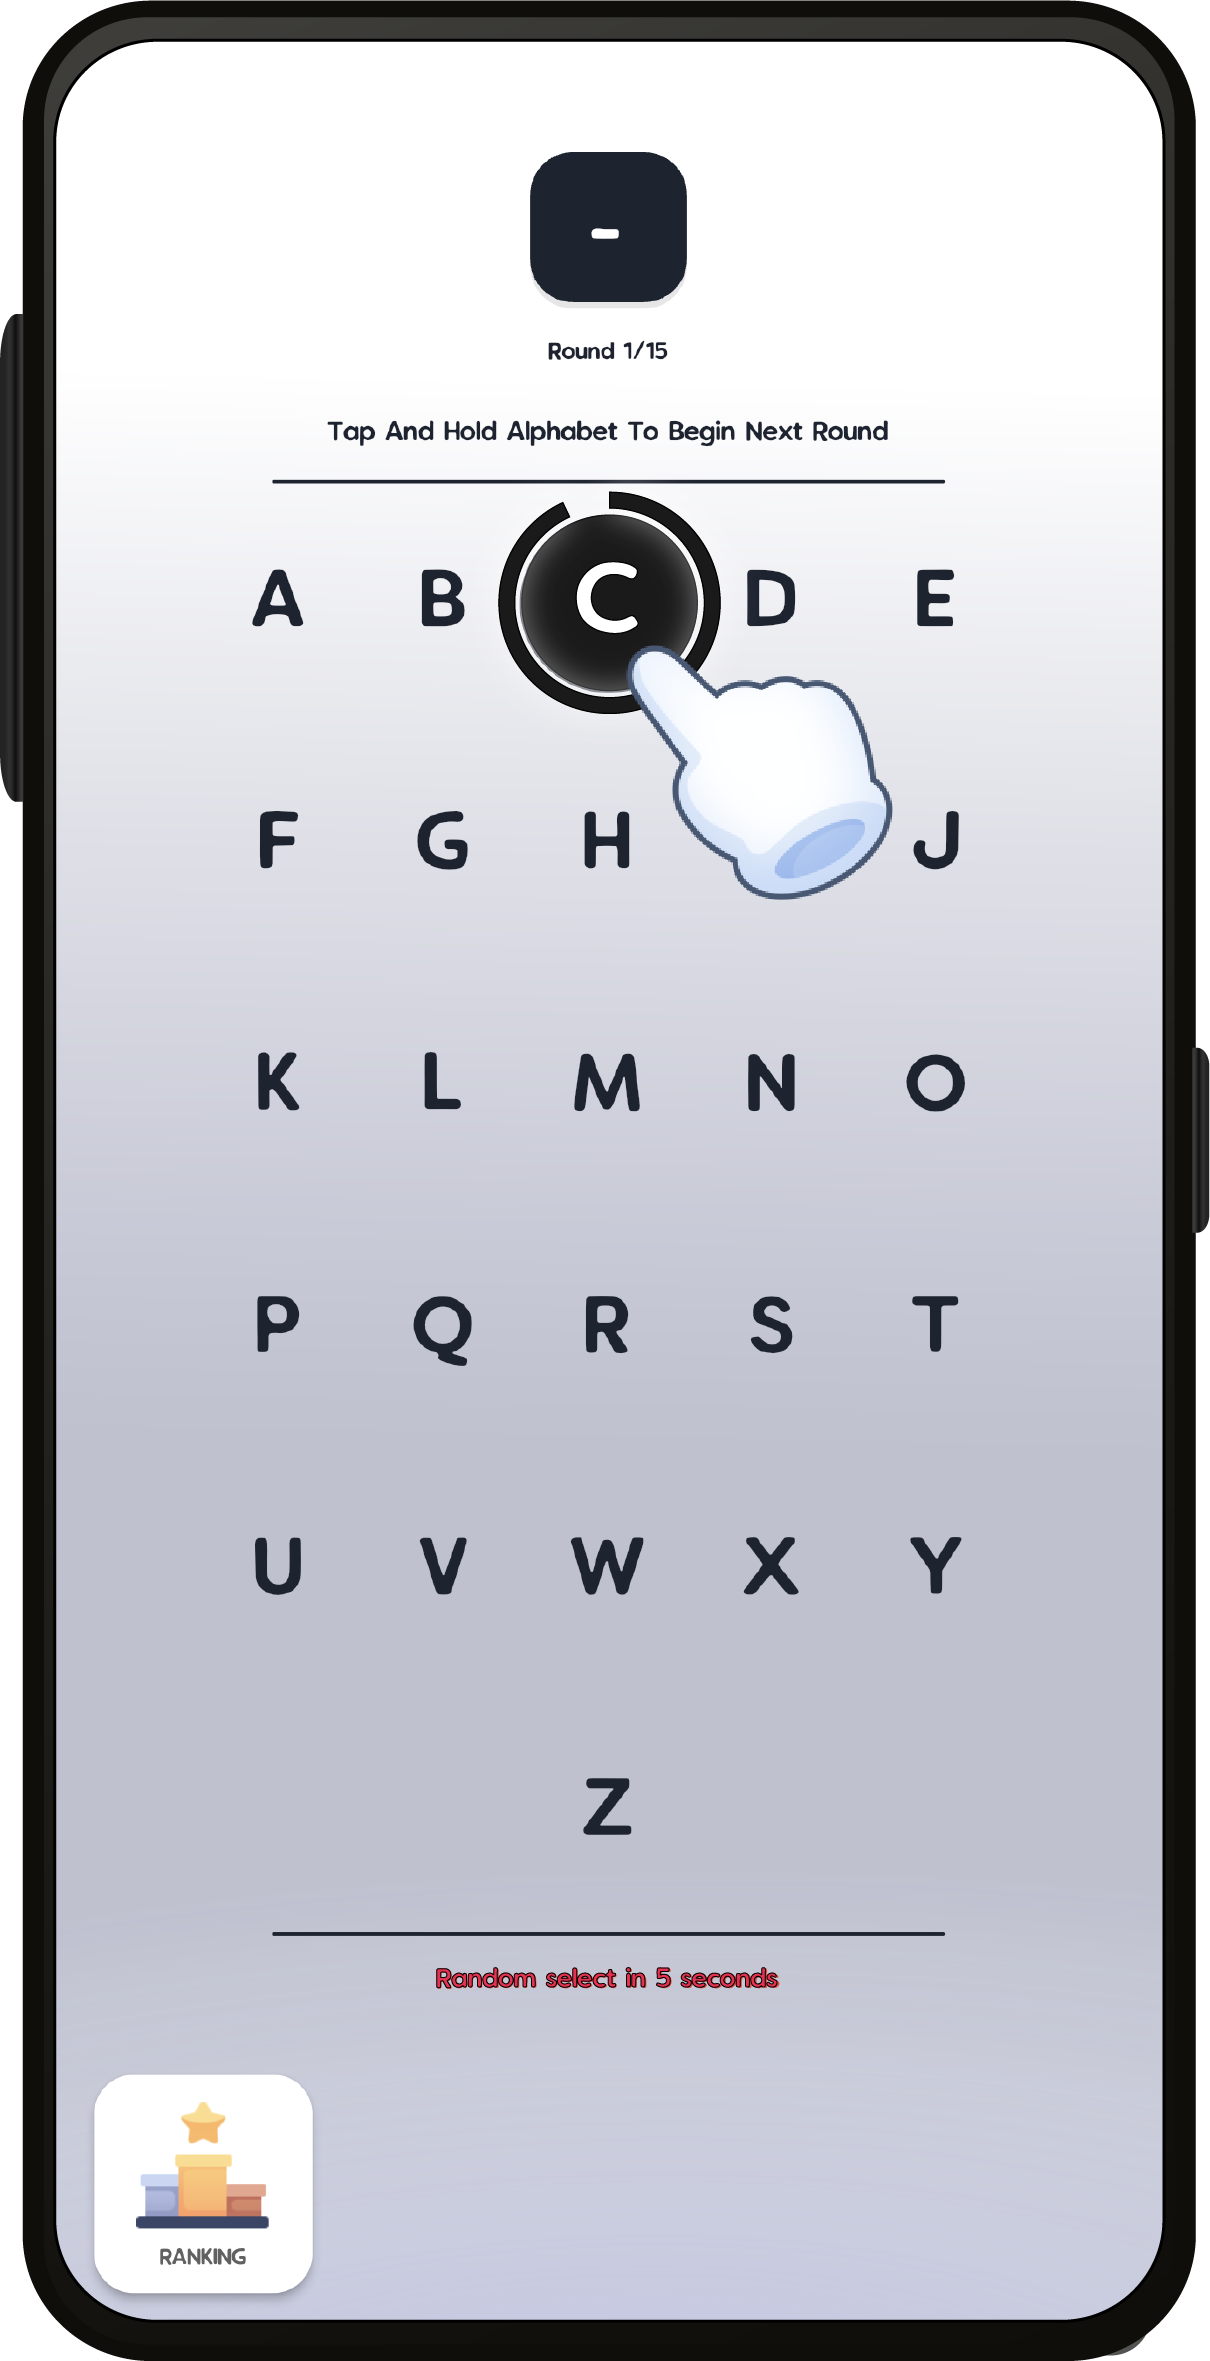 -
Round 1/15
Tap And Hold Alphabet To Begin Next Round
A B C D E
F G H J
K L M N O
P Q R S T
U V W X Y
Z
Random select in 5 seconds
RANKING